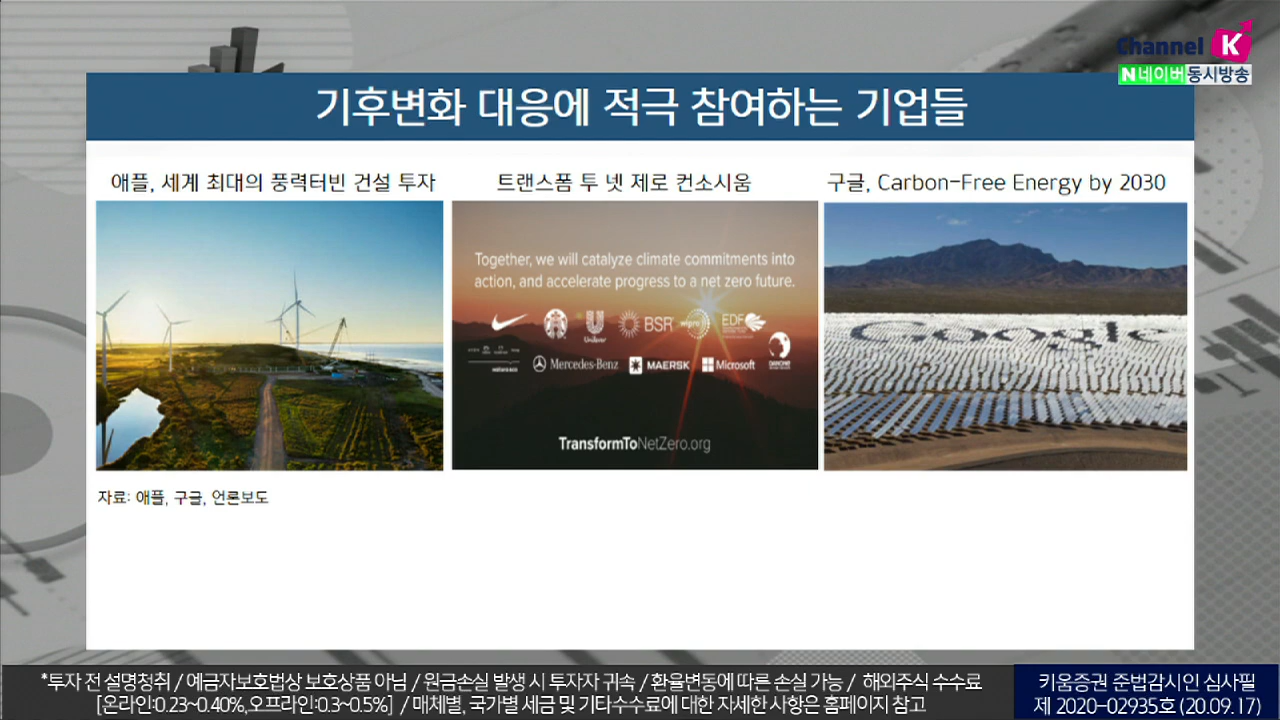 Channel K
N네이버 동시방송
기후변화 대응에 적극 참여하는 기업들
애플, 세계 최대의 풍력터빈 건설 투자
트랜스폼 투 넷 제로 컨소시움
구글, Carbon-Free Energy by 2030
Together, we will catalyze climate commitments into
action, and accelerate progress to a net zero future.
Unilever BSR wipro EDF
Mercedes-Benz MAERSK Microsoft DANONE
TransformToNetZero.org
Google
자료: 애플, 구글, 언론보도
*투자 전 설명청취 / 예금자보호법상 보호상품 아님 / 원금손실 발생 시 투자자 귀속 / 환율변동에 따른 손실 가능 / 해외주식 수수료
[온라인:0.23~0.40%,오프라인:0.3~0.5%] / 매체별, 국가별 세금 및 기타수수료에 대한 자세한 사항은 홈페이지 참고
키움증권 준법감시인 심사필
제 2020-02935호 (20.09.17)